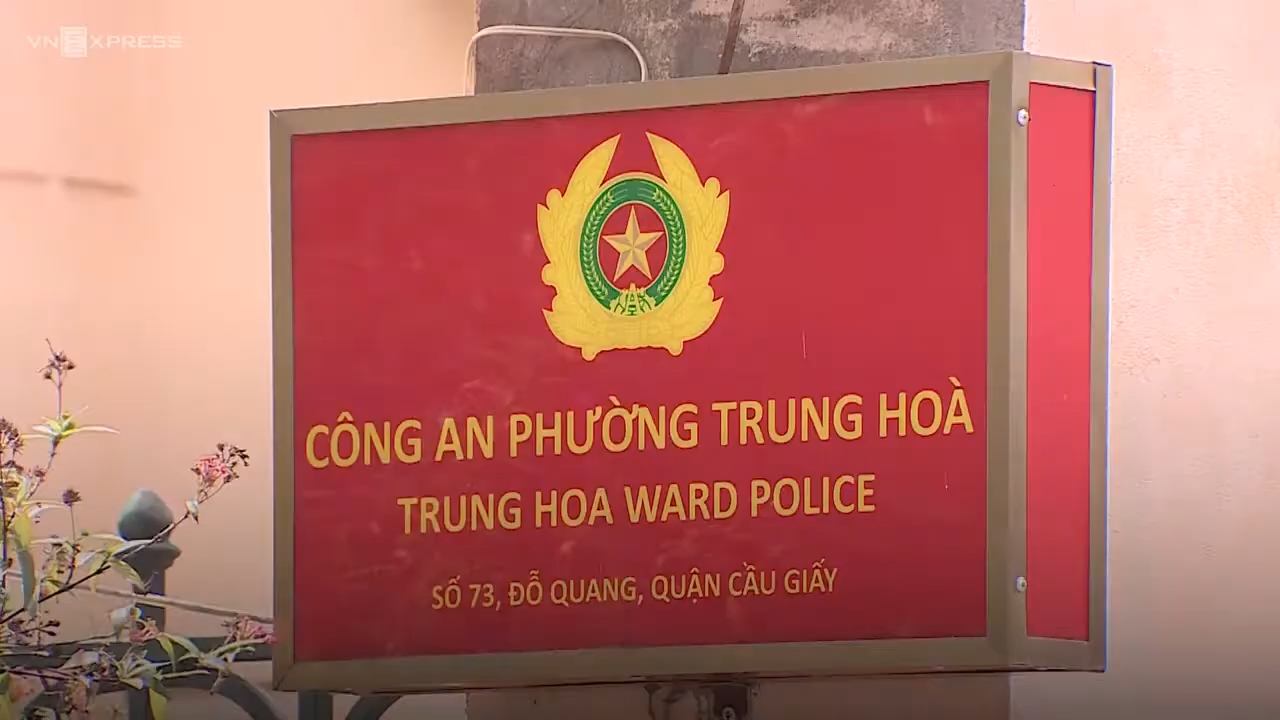 VNEXPRESS
CÔNG AN PHƯỜNG TRUNG HOÀ
TRUNG HOA WARD POLICE
SỐ 73, ĐỖ QUANG, QUẬN CẦU GIẤY